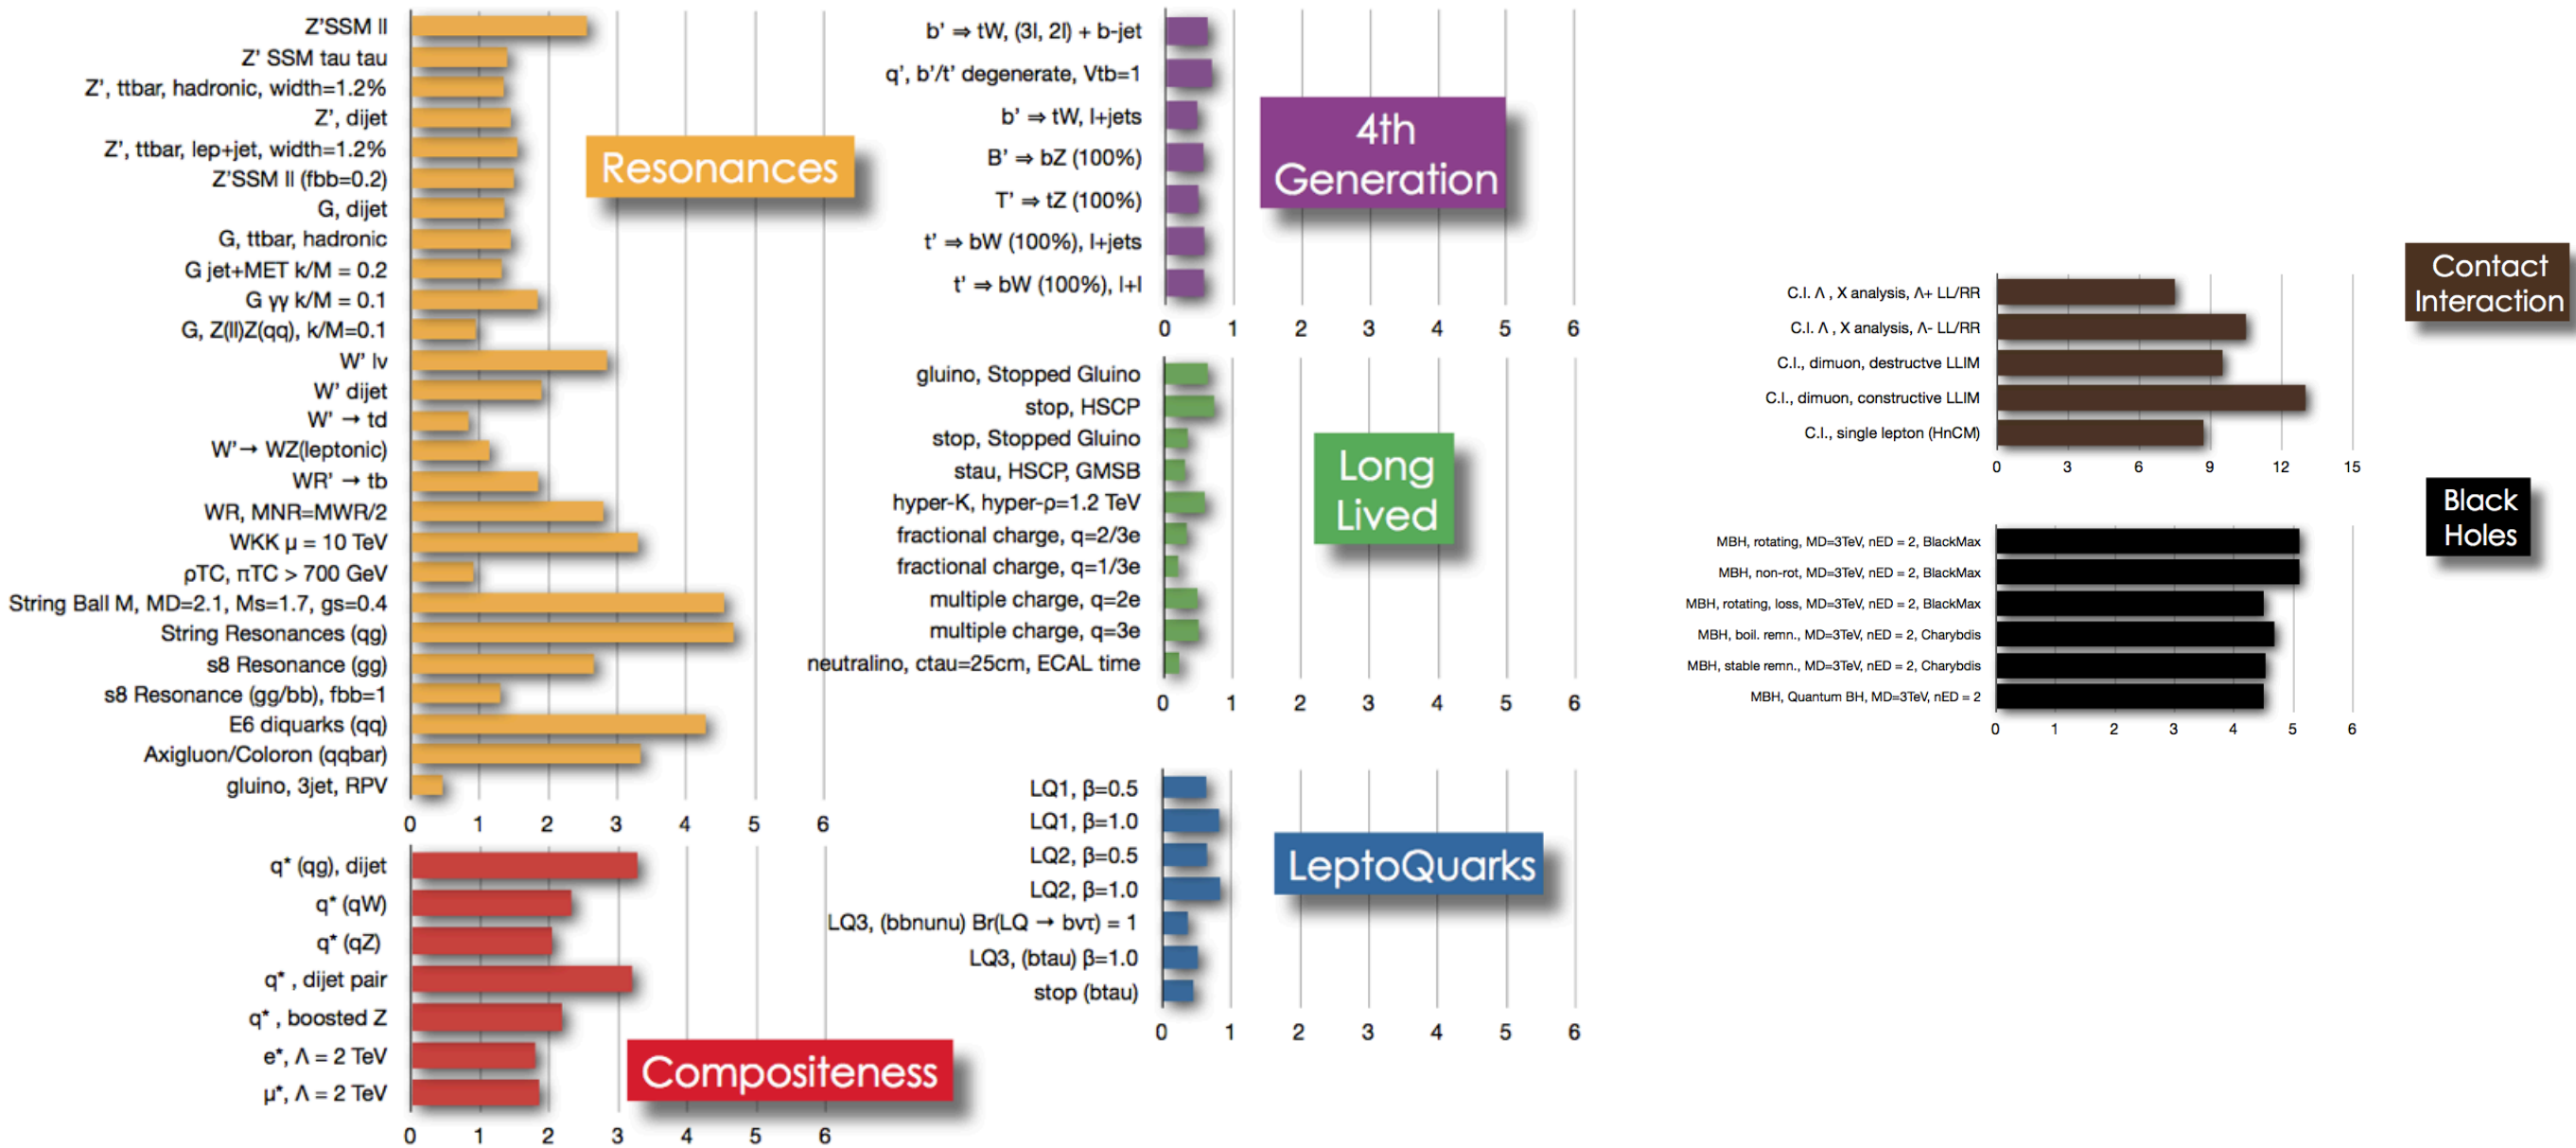 Z'SSM ll
Z' SSM tau tau
Z', ttbar, hadronic, width=1.2%
Z', dijet
Z', ttbar, lep+jet, width=1.2%
Z'SSM ll (fbb=0.2)
G, dijet
G, ttbar, hadronic
G jet+MET k/M = 0.2
G γγ k/M = 0.1
G, Z(ll)Z(qq), k/M=0.1
W' lν
W' dijet
W' → td
W'→ WZ(leptonic)
WR' → tb
WR, MNR=MWR/2
WKK μ = 10 TeV
ρTC, πTC > 700 GeV
String Ball M, MD=2.1, Ms=1.7, gs=0.4
String Resonances (qg)
s8 Resonance (gg)
s8 Resonance (gg/bb), fbb=1
E6 diquarks (qq)
Axigluon/Coloron (qqbar)
gluino, 3jet, RPV
0 1 2 3 4 5 6
Resonances
q* (qg), dijet
q* (qW)
q* (qZ)
q* , dijet pair
q* , boosted Z
e*, Λ = 2 TeV
μ*, Λ = 2 TeV
0 1 2 3 4 5 6
Compositeness
b' ⇒ tW, (3l, 2l) + b-jet
q', b'/t' degenerate, Vtb=1
b' ⇒ tW, l+jets
B' ⇒ bZ (100%)
T' ⇒ tZ (100%)
t' ⇒ bW (100%), l+jets
t' ⇒ bW (100%), l+l
0 1 2 3 4 5 6
4th
Generation
gluino, Stopped Gluino
stop, HSCP
stop, Stopped Gluino
stau, HSCP, GMSB
hyper-K, hyper-ρ=1.2 TeV
fractional charge, q=2/3e
fractional charge, q=1/3e
multiple charge, q=2e
multiple charge, q=3e
neutralino, ctau=25cm, ECAL time
0 1 2 3 4 5 6
Long
Lived
LQ1, β=0.5
LQ1, β=1.0
LQ2, β=0.5
LQ2, β=1.0
LQ3, (bbnunu) Br(LQ → bντ) = 1
LQ3, (btau) β=1.0
stop (btau)
0 1 2 3 4 5 6
LeptoQuarks
C.I. Λ , X analysis, Λ+ LL/RR
C.I. Λ , X analysis, Λ- LL/RR
C.I., dimuon, destructve LLIM
C.I., dimuon, constructive LLIM
C.I., single lepton (HnCM)
0 3 6 9 12 15
Contact
Interaction
MBH, rotating, MD=3TeV, nED = 2, BlackMax
MBH, non-rot, MD=3TeV, nED = 2, BlackMax
MBH, rotating, loss, MD=3TeV, nED = 2, BlackMax
MBH, boil. remn., MD=3TeV, nED = 2, Charybdis
MBH, stable remn., MD=3TeV, nED = 2, Charybdis
MBH, Quantum BH, MD=3TeV, nED = 2
0 1 2 3 4 5 6
Black
Holes